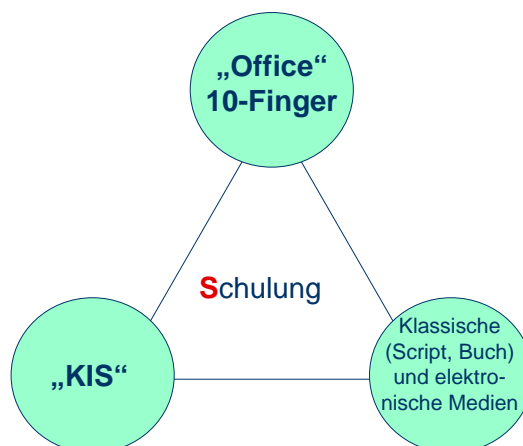 „Office“
10-Finger
Schulung
„KIS“
Klassische
(Script, Buch)
und elektro-
nische Medien